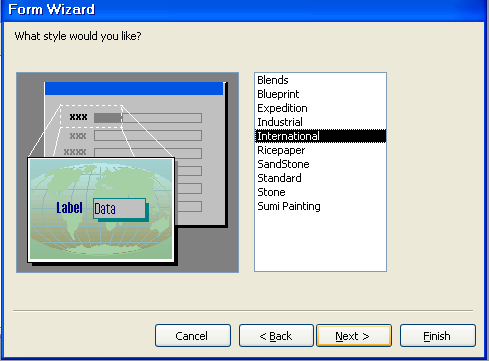 Form Wizard
What style would you like?
xxx
xxx
xxxx
Label Data
Blends
Blueprint
Expedition
Industrial
International
Ricepaper
SandStone
Standard
Stone
Sumi Painting
Cancel
< Back
Next >
Finish